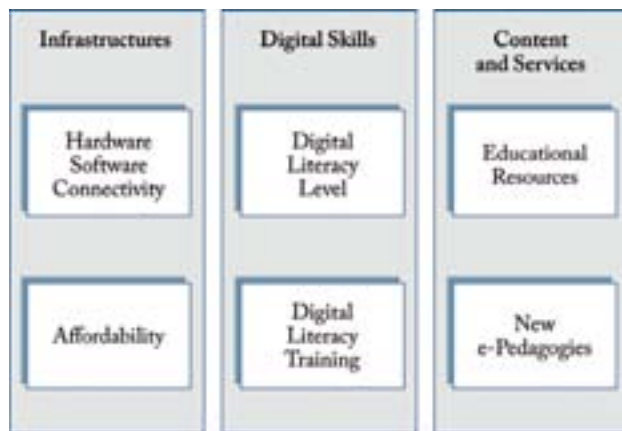 Infrastructures
Hardware
Software
Connectivity
Affordability
Digital Skills
Digital
Literacy
Level
Digital
Literacy
Training
Content
and Services
Educational
Resources
New
e-Pedagogies